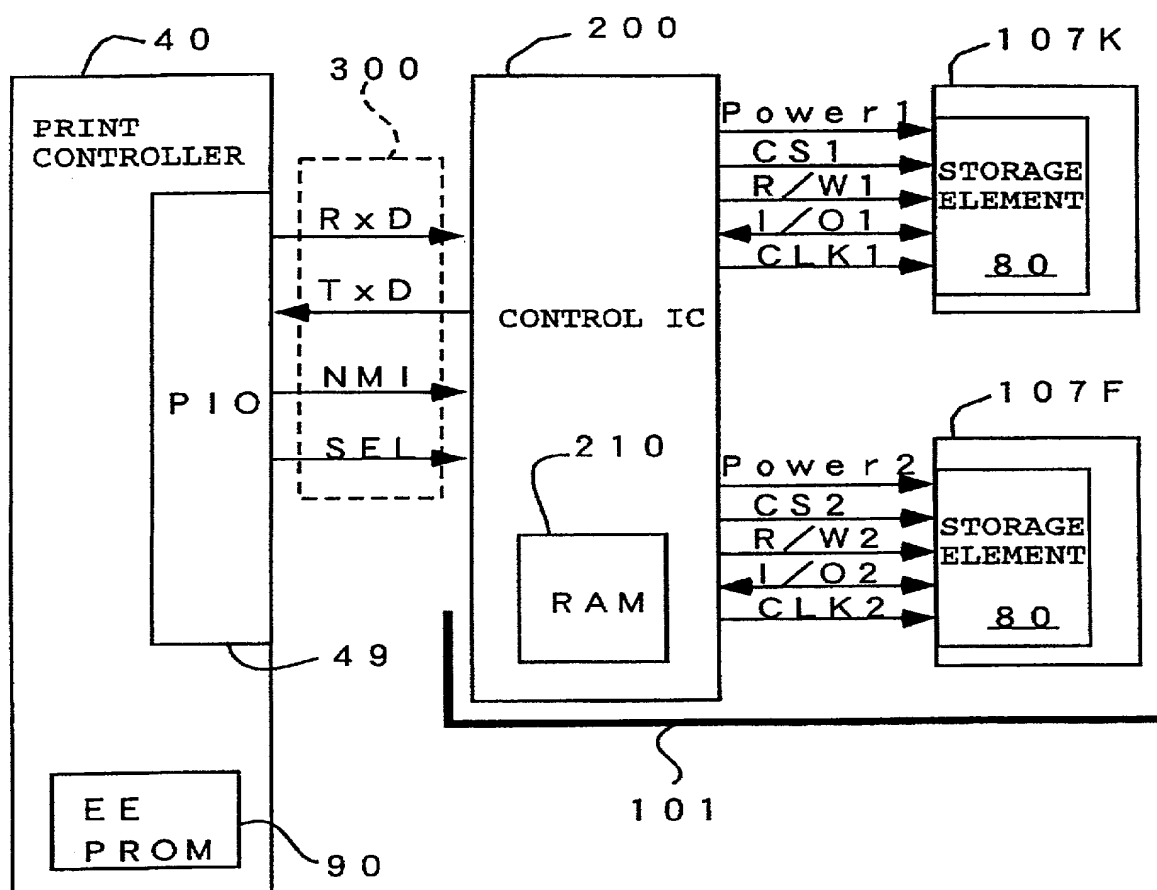 40
PRINT
CONTROLLER
300
200
107K
RxD
TxD
NMI
SEL
PIO
49
EE
PROM
90
CONTROL IC
210
RAM
Power1
CS1
R/W1
I/O1
CLK1
STORAGE
ELEMENT
80
107F
Power2
CS2
R/W2
I/O2
CLK2
STORAGE
ELEMENT
80
101